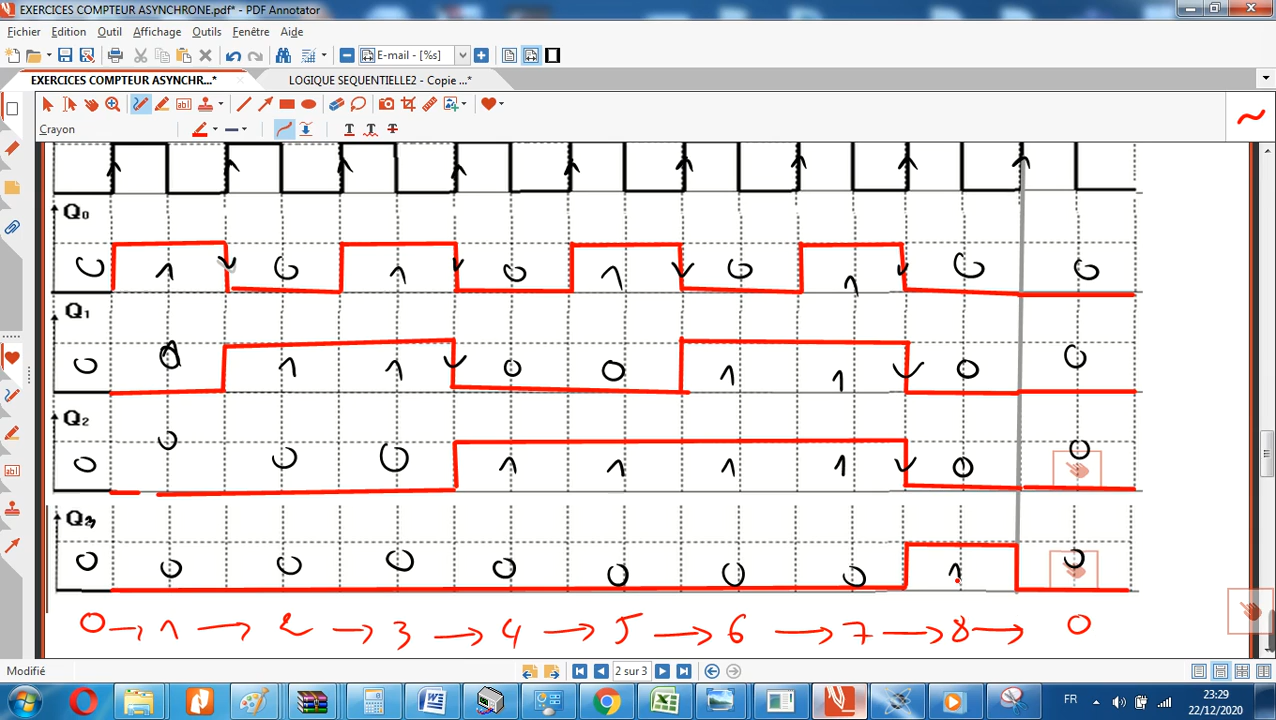 EXERCICES COMPTEUR ASYNCHRONE.pdf* - PDF Annotator
Fichier Edition Outil Affichage Outils Fenêtre Aide
E-mail - [%s]
EXERCICES COMPTEUR ASYNCHR...* LOGIQUE SEQUENTIELLE2 - Copie ...*
Crayon
Q0
0 1 0 1 0 1 0 1 0 0
Q1
0 0 1 1 0 0 1 1 0 0
Q2
0 0 0 0 1 1 1 1 0 0
Q3
0 0 0 0 0 0 0 0 1 0
0 → 1 → 2 → 3 → 4 → 5 → 6 → 7 → 8 → 0
Modifié 2 sur 3
FR 23:29
22/12/2020